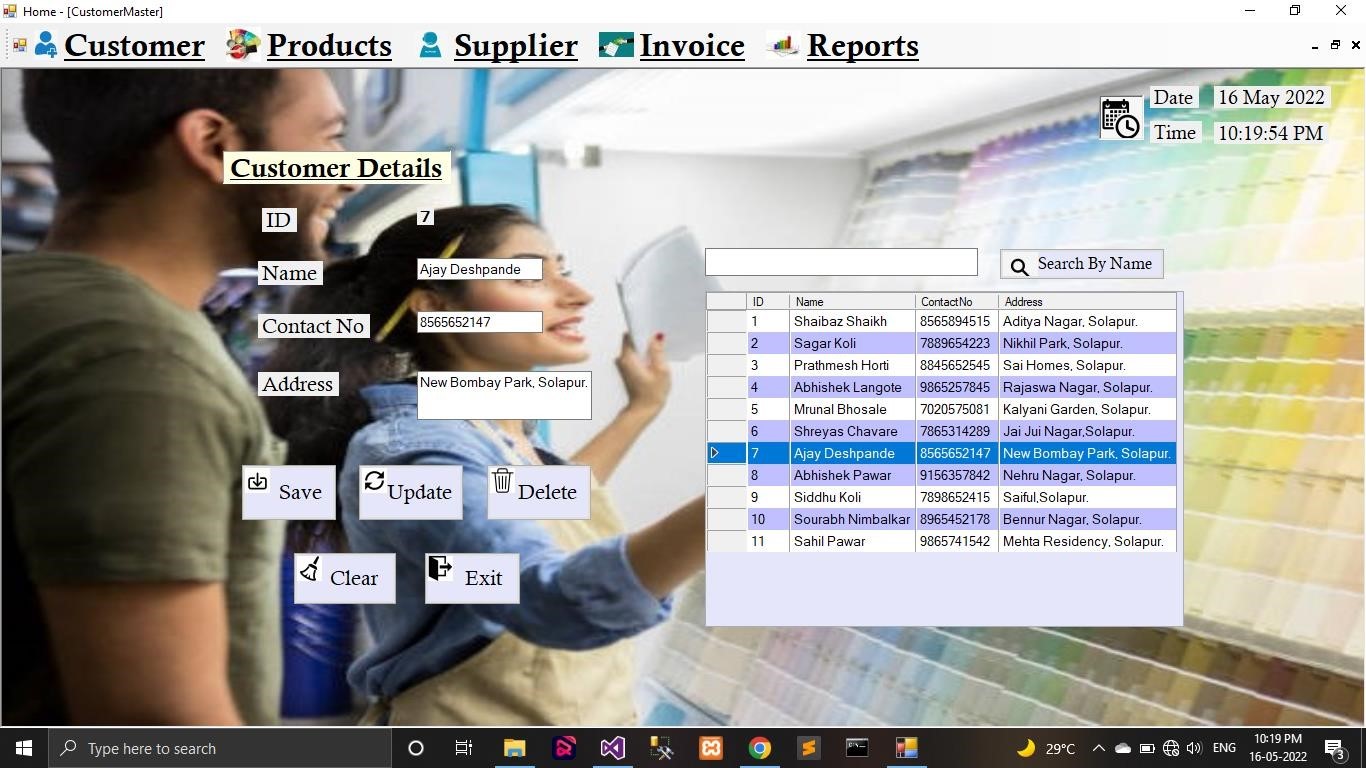 Home - [CustomerMaster]
Customer Products Supplier Invoice Reports
Date 16 May 2022
Time 10:19:54 PM
Customer Details
ID 7
Name Ajay Deshpande
Contact No 8565652147
Address New Bombay Park, Solapur.
Save Update Delete
Clear Exit
Search By Name
ID Name ContactNo Address
1 Shaibaz Shaikh 8565894515 Aditya Nagar, Solapur.
2 Sagar Koli 7889654223 Nikhil Park, Solapur.
3 Prathmesh Horti 8845652545 Sai Homes, Solapur.
4 Abhishek Langote 9865257845 Rajaswa Nagar, Solapur.
5 Mrunal Bhosale 7020575081 Kalyani Garden, Solapur.
6 Shreyas Chavare 7865314289 Jai Jui Nagar,Solapur.
7 Ajay Deshpande 8565652147 New Bombay Park, Solapur.
8 Abhishek Pawar 9156357842 Nehru Nagar, Solapur.
9 Siddhu Koli 7898652415 Saiful,Solapur.
10 Sourabh Nimbalkar 8965452178 Bennur Nagar, Solapur.
11 Sahil Pawar 9865741542 Mehta Residency, Solapur.
Type here to search
29°C
ENG
10:19 PM
16-05-2022
3